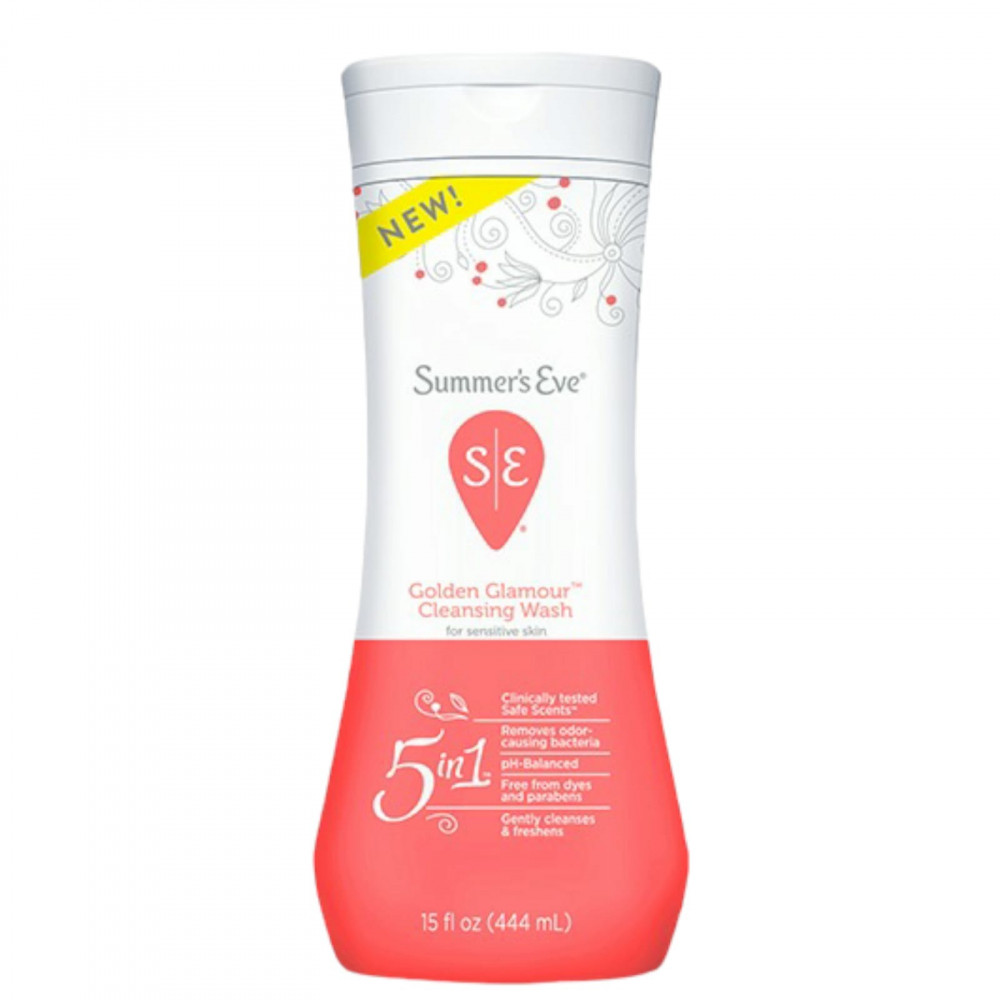 NEW!
Summer's Eve®
S|E®
Golden Glamour™
Cleansing Wash
for sensitive skin
5in1™
Clinically tested
Safe Scents™
Removes odor-
causing bacteria
pH-Balanced
Free from dyes
and parabens
Gently cleanses
& freshens
15 fl oz (444 mL)